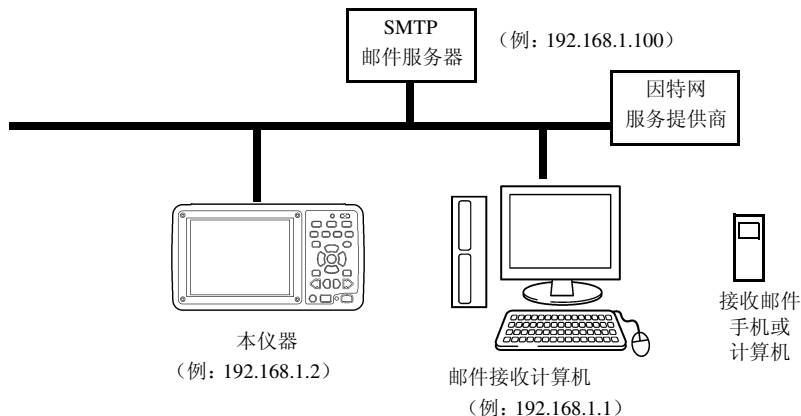 SMTP
邮件服务器
（例: 192.168.1.100）
因特网
服务提供商
本仪器
（例: 192.168.1.2）
邮件接收计算机
（例: 192.168.1.1）
接收邮件
手机或
计算机